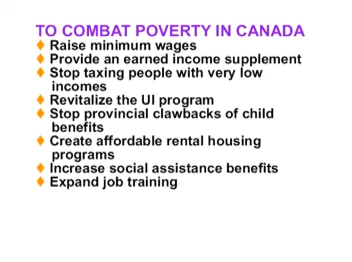 TO COMBAT POVERTY IN CANADA
♦ Raise minimum wages
♦ Provide an earned income supplement
♦ Stop taxing people with very low
incomes
♦ Revitalize the UI program
♦ Stop provincial clawbacks of child
benefits
♦ Create affordable rental housing
programs
♦ Increase social assistance benefits
♦ Expand job training